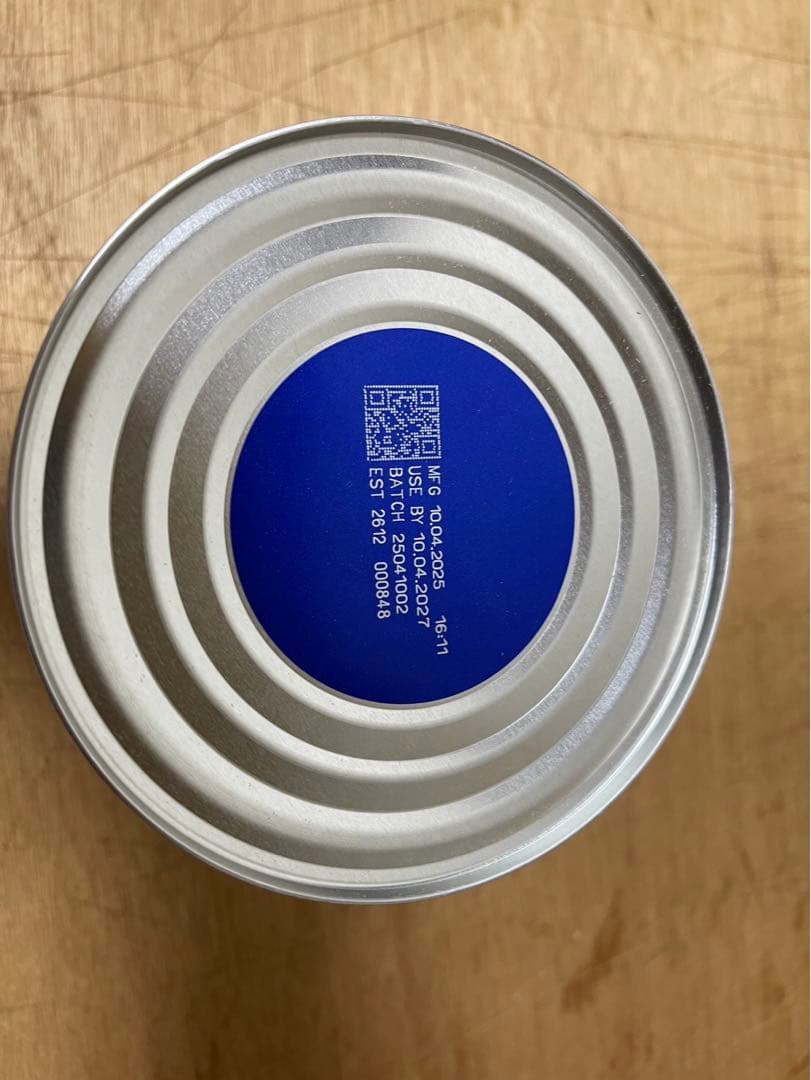 MFG 10.04.2025 16:11
USE BY 10.04.2027
BATCH 25041002
EST 2612 000848